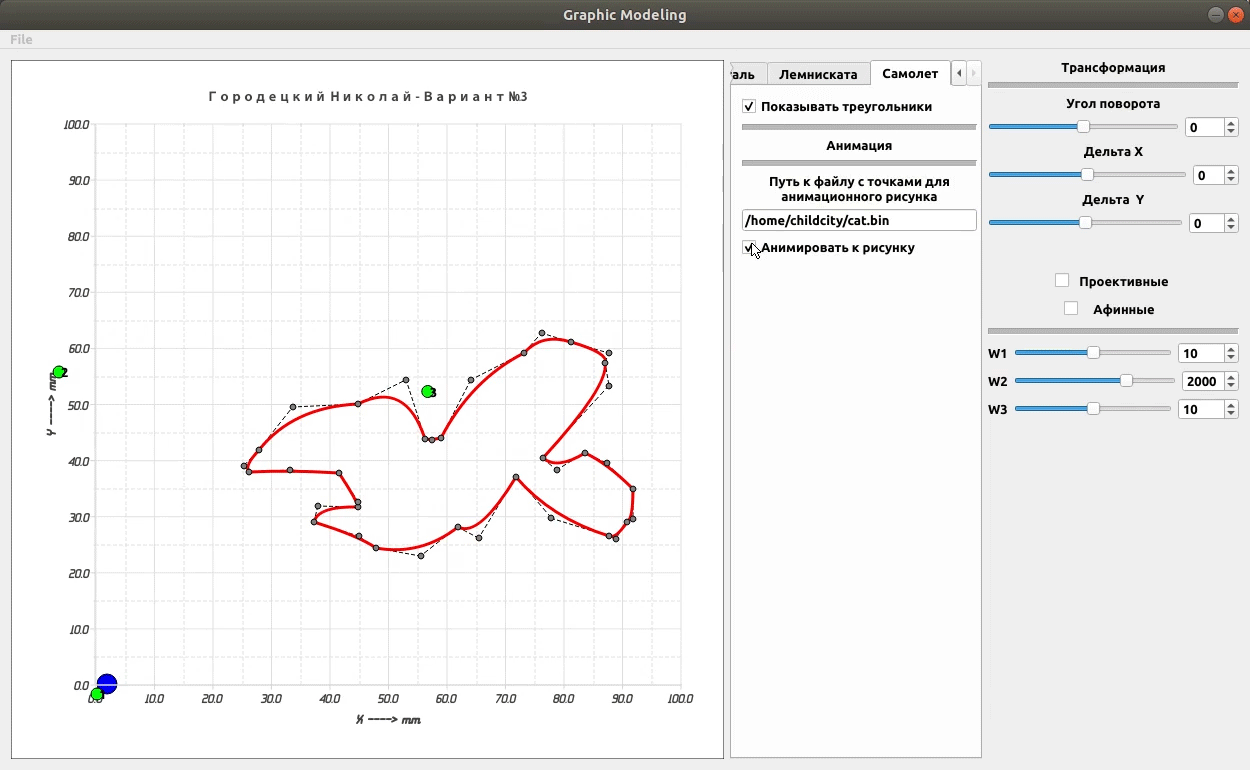 Graphic Modeling
File
Городецкий Николай-Вариант №3
100.0
90.0
80.0
70.0
60.0
50.0
40.0
30.0
20.0
10.0
0.0
Y ----> mm.
2
3
10.0 20.0 30.0 40.0 50.0 60.0 70.0 80.0 90.0 100.0
X ----> mm.
аль Лемниската Самолет
Показывать треугольники
Анимация
Путь к файлу с точками для
анимационного рисунка
/home/childcity/cat.bin
Анимировать к рисунку
Трансформация
Угол поворота
0
Дельта X
0
Дельта Y
0
Проективные
Афинные
W1 10
W2 2000
W3 10